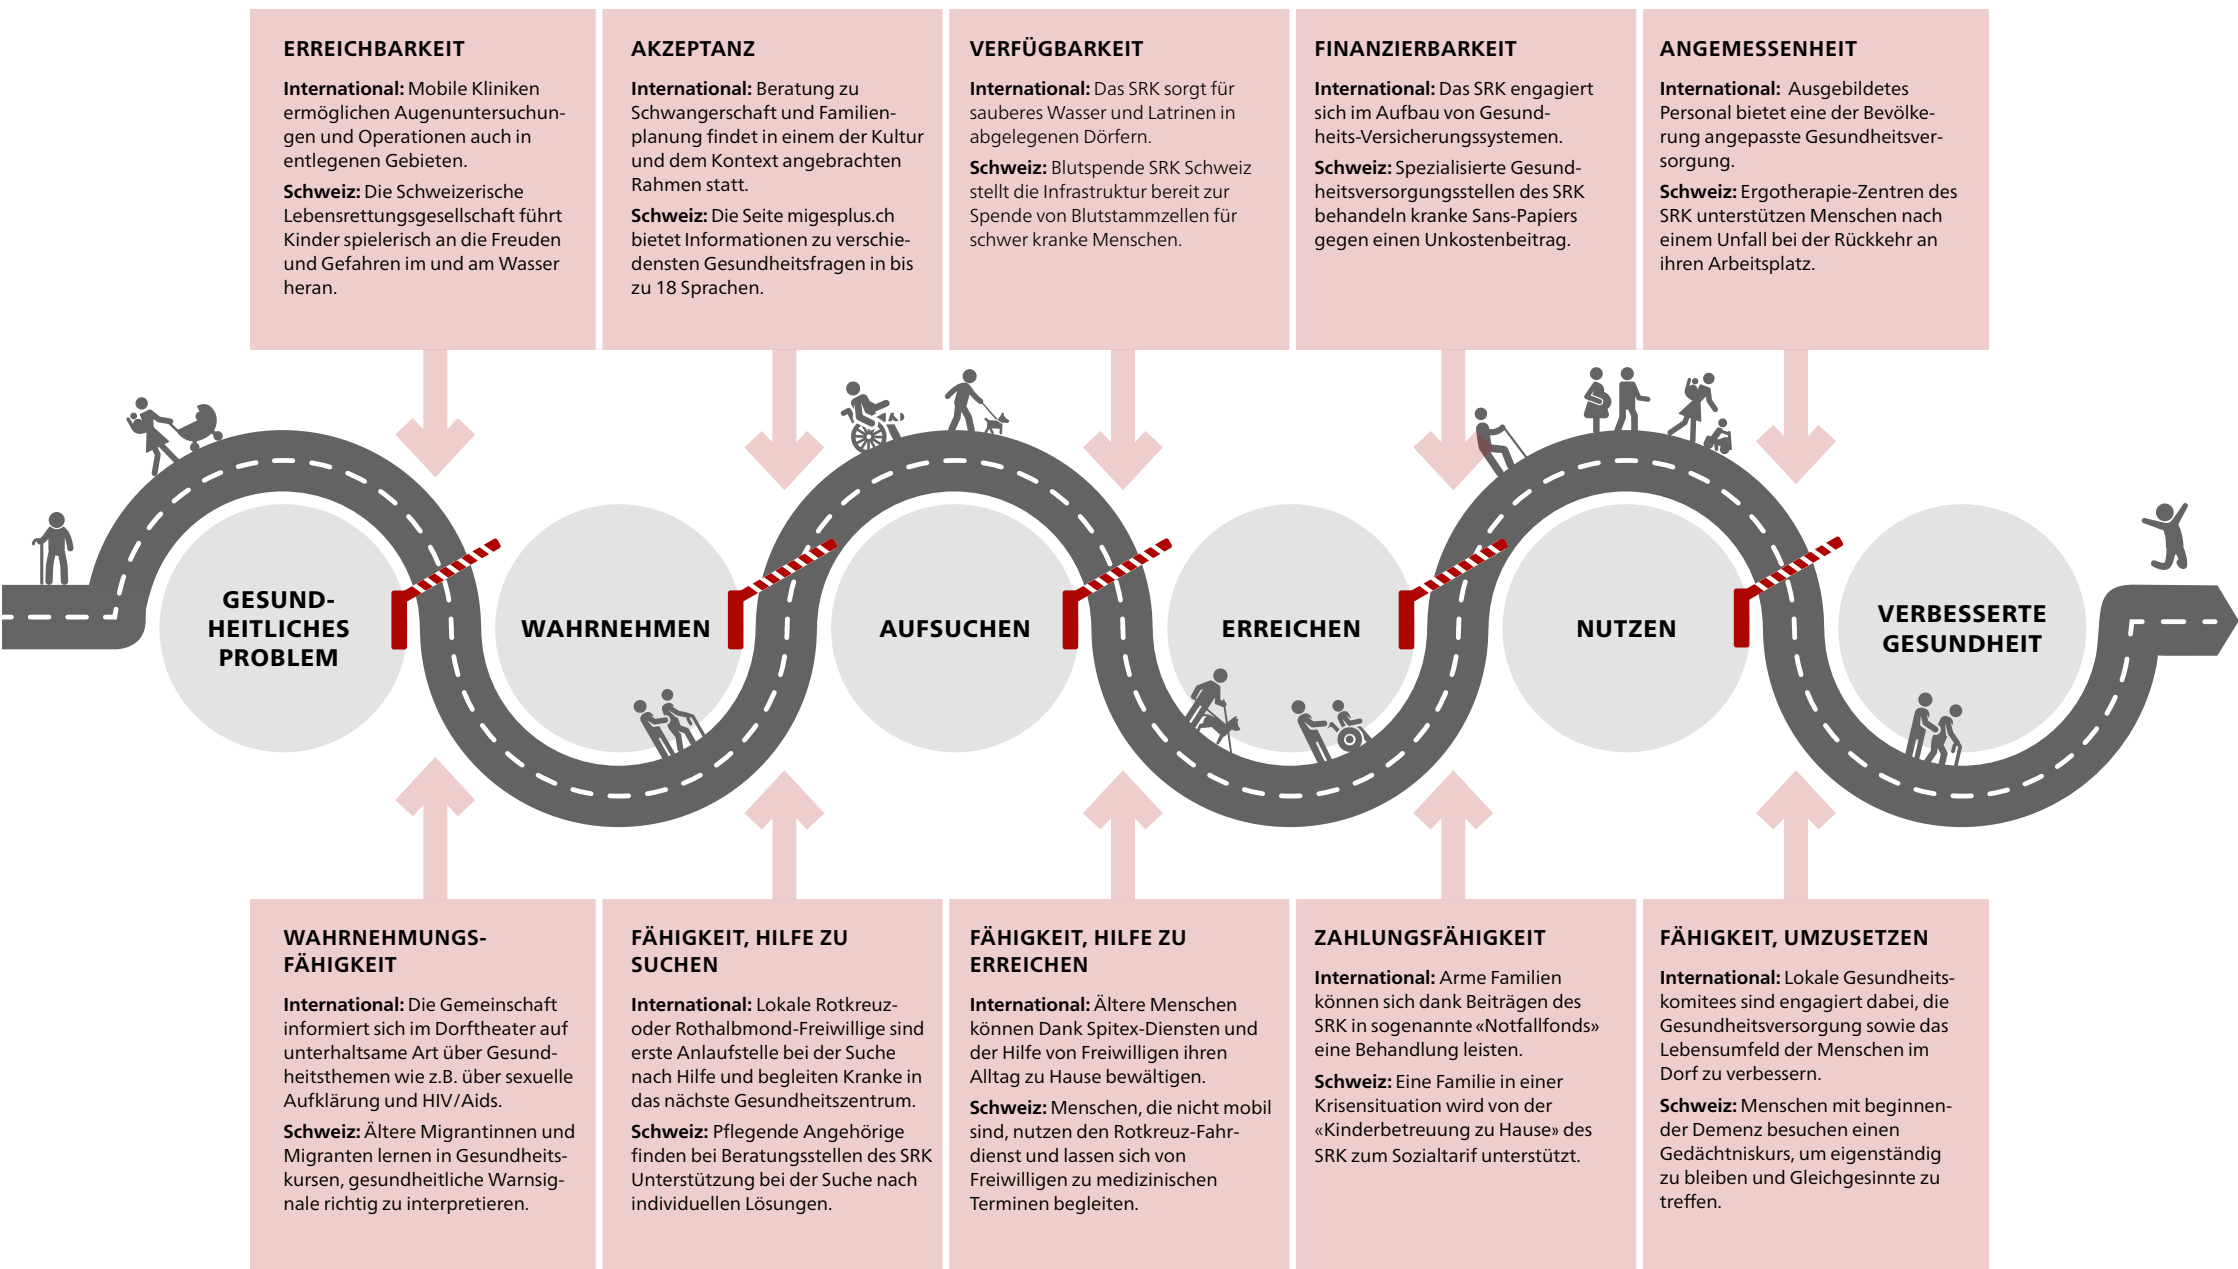 ERREICHBARKEIT
International: Mobile Kliniken
ermöglichen Augenuntersuchun-
gen und Operationen auch in
entlegenen Gebieten.
Schweiz: Die Schweizerische
Lebensrettungsgesellschaft führt
Kinder spielerisch an die Freuden
und Gefahren im und am Wasser
heran.
AKZEPTANZ
International: Beratung zu
Schwangerschaft und Familien-
planung findet in einem der Kultur
und dem Kontext angebrachten
Rahmen statt.
Schweiz: Die Seite migesplus.ch
bietet Informationen zu verschie-
densten Gesundheitsfragen in bis
zu 18 Sprachen.
VERFÜGBARKEIT
International: Das SRK sorgt für
sauberes Wasser und Latrinen in
abgelegenen Dörfern.
Schweiz: Blutspende SRK Schweiz
stellt die Infrastruktur bereit zur
Spende von Blutstammzellen für
schwer kranke Menschen.
FINANZIERBARKEIT
International: Das SRK engagiert
sich im Aufbau von Gesund-
heits-Versicherungssystemen.
Schweiz: Spezialisierte Gesund-
heitsversorgungsstellen des SRK
behandeln kranke Sans-Papiers
gegen einen Unkostenbeitrag.
ANGEMESSENHEIT
International: Ausgebildetes
Personal bietet eine der Bevölke-
rung angepasste Gesundheitsver-
sorgung.
Schweiz: Ergotherapie-Zentren des
SRK unterstützen Menschen nach
einem Unfall bei der Rückkehr an
ihren Arbeitsplatz.
GESUND-
HEITLICHES
PROBLEM
WAHRNEHMEN
AUFSUCHEN
ERREICHEN
NUTZEN
VERBESSERTE
GESUNDHEIT
WAHRNEHMUNGS-
FÄHIGKEIT
International: Die Gemeinschaft
informiert sich im Dorftheater auf
unterhaltsame Art über Gesund-
heitsthemen wie z.B. über sexuelle
Aufklärung und HIV/Aids.
Schweiz: Ältere Migrantinnen und
Migranten lernen in Gesundheits-
kursen, gesundheitliche Warnsig-
nale richtig zu interpretieren.
FÄHIGKEIT, HILFE ZU
SUCHEN
International: Lokale Rotkreuz-
oder Rothalbmond-Freiwillige sind
erste Anlaufstelle bei der Suche
nach Hilfe und begleiten Kranke in
das nächste Gesundheitszentrum.
Schweiz: Pflegende Angehörige
finden bei Beratungsstellen des SRK
Unterstützung bei der Suche nach
individuellen Lösungen.
FÄHIGKEIT, HILFE ZU
ERREICHEN
International: Ältere Menschen
können Dank Spitex-Diensten und
der Hilfe von Freiwilligen ihren
Alltag zu Hause bewältigen.
Schweiz: Menschen, die nicht mobil
sind, nutzen den Rotkreuz-Fahr-
dienst und lassen sich von
Freiwilligen zu medizinischen
Terminen begleiten.
ZAHLUNGSFÄHIGKEIT
International: Arme Familien
können sich dank Beiträgen des
SRK in sogenannte «Notfallfonds»
eine Behandlung leisten.
Schweiz: Eine Familie in einer
Krisensituation wird von der
«Kinderbetreuung zu Hause» des
SRK zum Sozialtarif unterstützt.
FÄHIGKEIT, UMZUSETZEN
International: Lokale Gesundheits-
komitees sind engagiert dabei, die
Gesundheitsversorgung sowie das
Lebensumfeld der Menschen im
Dorf zu verbessern.
Schweiz: Menschen mit beginnen-
der Demenz besuchen einen
Gedächtniskurs, um eigenständig
zu bleiben und Gleichgesinnte zu
treffen.